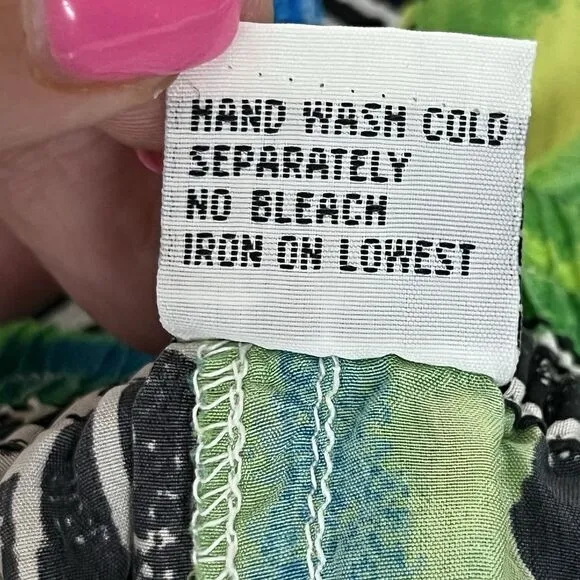 HAND WASH COLD
SEPARATELY
NO BLEACH
IRON ON LOWEST